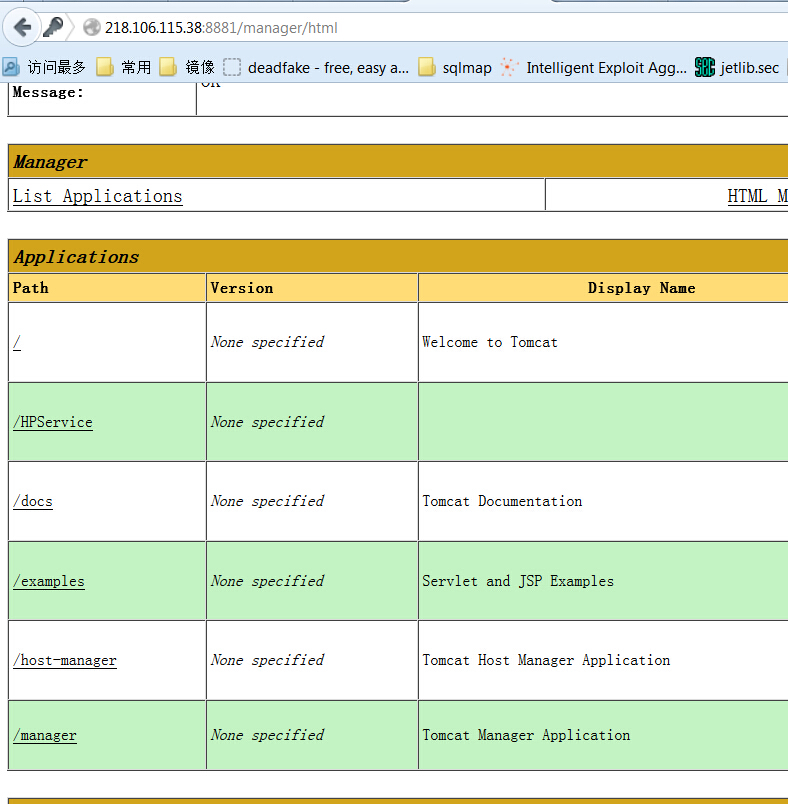 218.106.115.38:8881/manager/html
访问最多 常用 镜像 deadfake - free, easy a... sqlmap Intelligent Exploit Agg... jetlib.sec
Message: OK
Manager
List Applications HTML M
Applications
Path Version Display Name
/ None specified Welcome to Tomcat
/HPService None specified
/docs None specified Tomcat Documentation
/examples None specified Servlet and JSP Examples
/host-manager None specified Tomcat Host Manager Application
/manager None specified Tomcat Manager Application